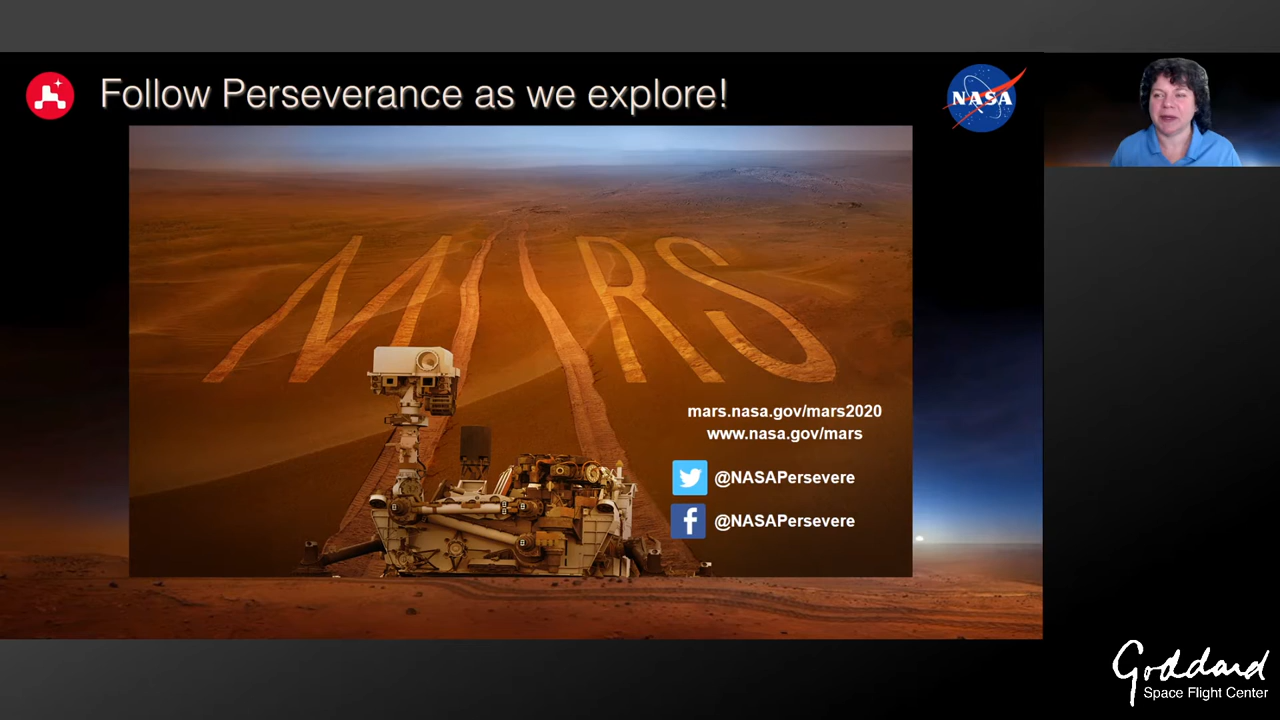 Follow Perseverance as we explore!
NASA
MARS
mars.nasa.gov/mars2020
www.nasa.gov/mars
@NASAPersevere
@NASAPersevere
Goddard
Space Flight Center